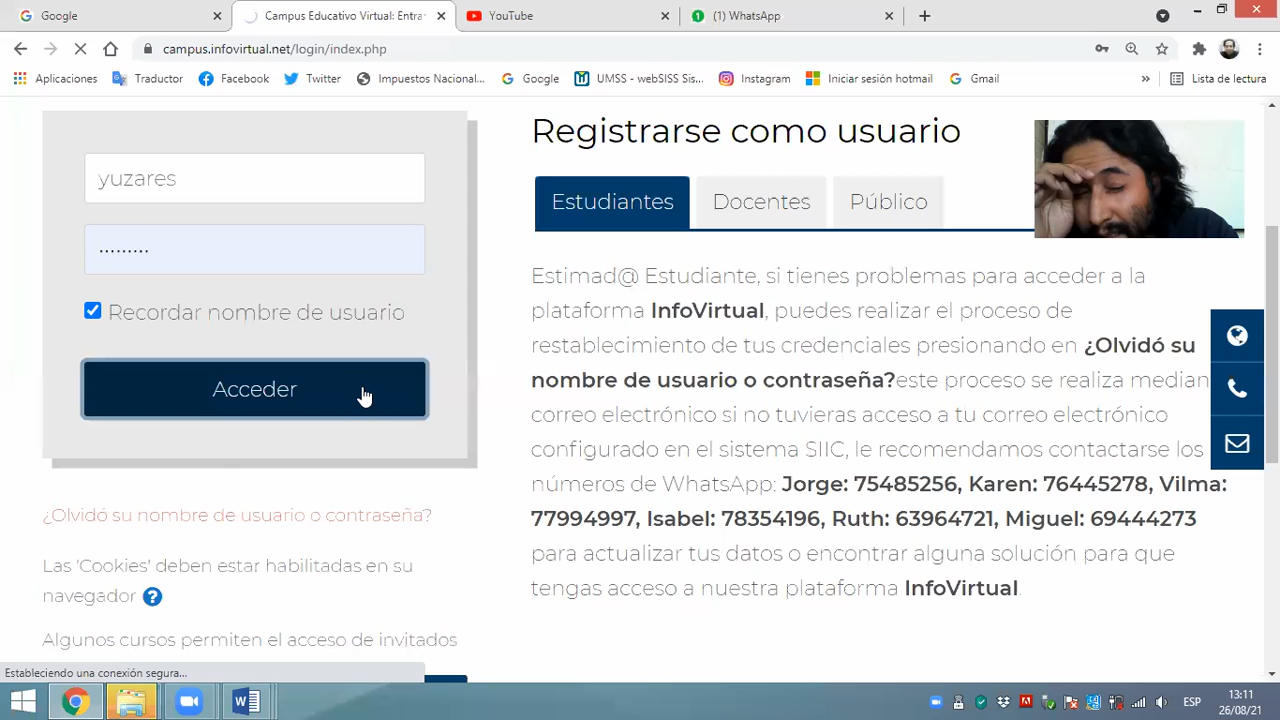 Google
Campus Educativo Virtual: Entra
YouTube
(1) WhatsApp
campus.infovirtual.net/login/index.php
Aplicaciones
Traductor
Facebook
Twitter
Impuestos Nacional...
Google
UMSS - webSISS Sis...
Instagram
Iniciar sesión hotmail
Gmail
»
Lista de lectura
yuzares
.........
Recordar nombre de usuario
Acceder
¿Olvidó su nombre de usuario o contraseña?
Las 'Cookies' deben estar habilitadas en su
navegador
Algunos cursos permiten el acceso de invitados
Registrarse como usuario
Estudiantes
Docentes
Público
Estimad@ Estudiante, si tienes problemas para acceder a la
plataforma InfoVirtual, puedes realizar el proceso de
restablecimiento de tus credenciales presionando en ¿Olvidó su
nombre de usuario o contraseña?este proceso se realiza median
correo electrónico si no tuvieras acceso a tu correo electrónico
configurado en el sistema SIIC, le recomendamos contactarse los
números de WhatsApp: Jorge: 75485256, Karen: 76445278, Vilma:
77994997, Isabel: 78354196, Ruth: 63964721, Miguel: 69444273
para actualizar tus datos o encontrar alguna solución para que
tengas acceso a nuestra plataforma InfoVirtual.
Estableciendo una conexión segura...
ESP
13:11
26/08/21